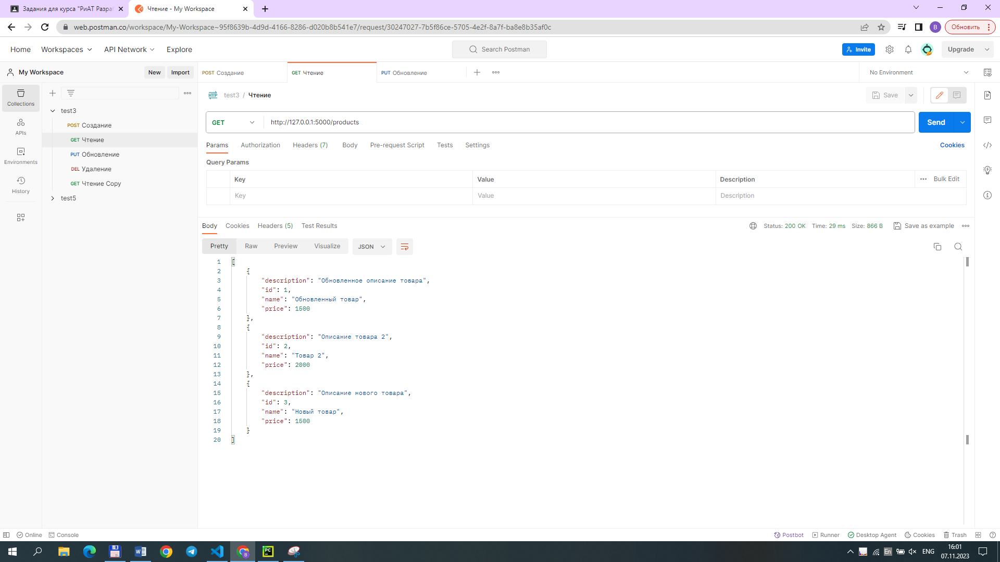 Задания для курса "РиАТ Разраб
Чтение - My Workspace
web.postman.co/workspace/My-Workspace~95f8639b-4d9d-4166-8286-d020b8b541e7/request/30247027-7b5f86ce-5705-4e2f-8a7f-ba8e8b35af0c
B
Обновить
Home Workspaces API Network Explore
Search Postman
Invite
Upgrade
My Workspace
New Import
POST Создание
GET Чтение
PUT Обновление
No Environment
Collections
APIs
Environments
History
test3
POST Создание
GET Чтение
PUT Обновление
DEL Удаление
GET Чтение Copy
test5
HTTP test3 / Чтение
Save
GET http://127.0.0.1:5000/products
Send
Params Authorization Headers (7) Body Pre-request Script Tests Settings
Cookies
Query Params
Key Value Description Bulk Edit
Key Value Description
Body Cookies Headers (5) Test Results
Status: 200 OK Time: 29 ms Size: 866 B Save as example
Pretty Raw Preview Visualize JSON
1 [
2 {
3 "description": "Обновленное описание товара",
4 "id": 1,
5 "name": "Обновленный товар",
6 "price": 1500
7 },
8 {
9 "description": "Описание товара 2",
10 "id": 2,
11 "name": "Товар 2",
12 "price": 2000
13 },
14 {
15 "description": "Описание нового товара",
16 "id": 3,
17 "name": "Новый товар",
18 "price": 1500
19 }
20 ]
Online Console
Postbot Runner Desktop Agent Cookies Trash
En ENG
16:01
07.11.2023